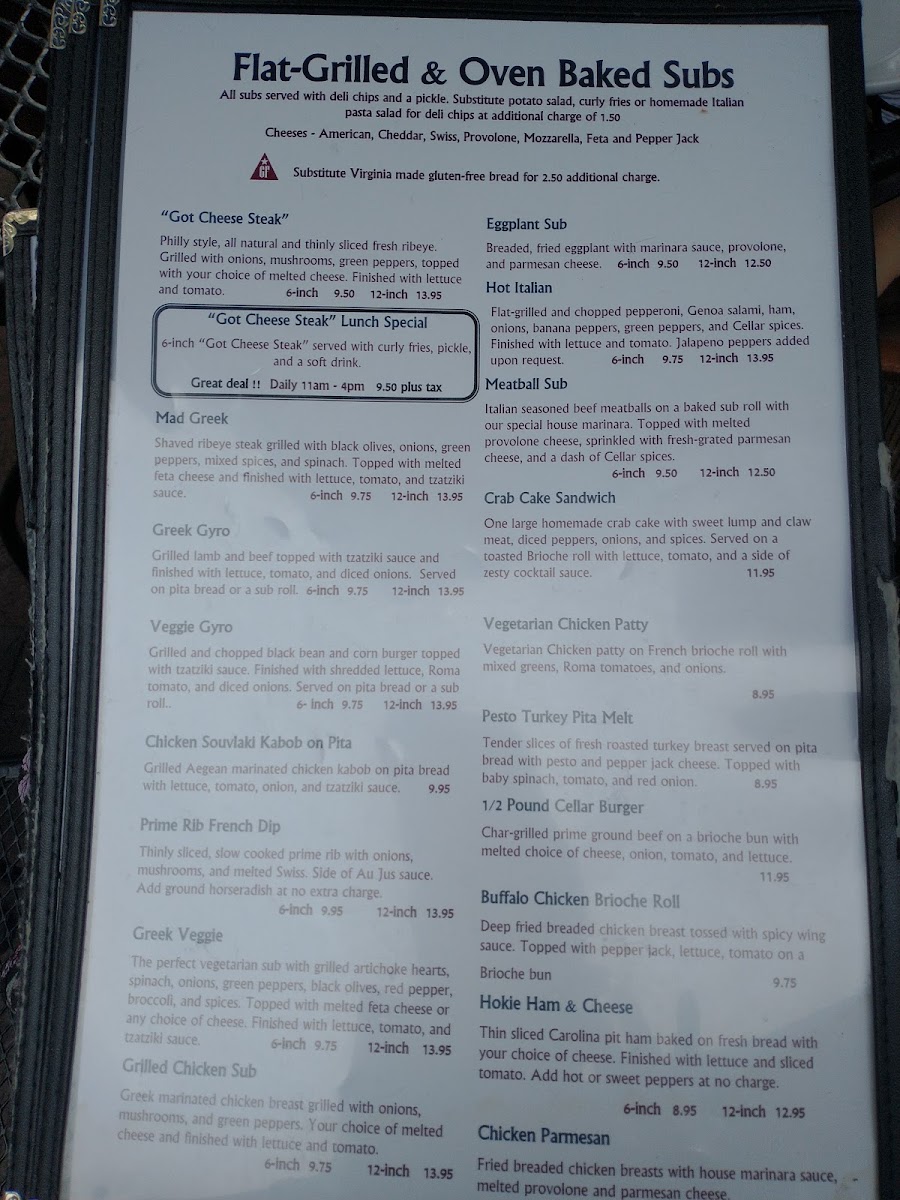 Flat-Grilled & Oven Baked Subs
All subs served with deli chips and a pickle. Substitute potato salad, curly fries or homemade Italian
pasta salad for deli chips at additional charge of 1.50
Cheeses - American, Cheddar, Swiss, Provolone, Mozzarella, Feta and Pepper Jack
GF Substitute Virginia made gluten-free bread for 2.50 additional charge.
"Got Cheese Steak"
Philly style, all natural and thinly sliced fresh ribeye.
Grilled with onions, mushrooms, green peppers, topped
with your choice of melted cheese. Finished with lettuce
and tomato. 6-inch 9.50 12-inch 13.95
"Got Cheese Steak" Lunch Special
6-inch "Got Cheese Steak" served with curly fries, pickle,
and a soft drink.
Great deal !! Daily 11am - 4pm 9.50 plus tax
Mad Greek
Shaved ribeye steak grilled with black olives, onions, green
peppers, mixed spices, and spinach. Topped with melted
feta cheese and finished with lettuce, tomato, and tzatziki
sauce. 6-inch 9.75 12-inch 13.95
Greek Gyro
Grilled lamb and beef topped with tzatziki sauce and
finished with lettuce, tomato, and diced onions. Served
on pita bread or a sub roll. 6-inch 9.75 12-inch 13.95
Veggie Gyro
Grilled and chopped black bean and corn burger topped
with tzatziki sauce. Finished with shredded lettuce, Roma
tomato, and diced onions. Served on pita bread or a sub
roll.. 6- inch 9.75 12-inch 13.95
Chicken Souvlaki Kabob on Pita
Grilled Aegean marinated chicken kabob on pita bread
with lettuce, tomato, onion, and tzatziki sauce. 9.95
Prime Rib French Dip
Thinly sliced, slow cooked prime rib with onions,
mushrooms, and melted Swiss. Side of Au Jus sauce.
Add ground horseradish at no extra charge.
6-inch 9.95 12-inch 13.95
Greek Veggie
The perfect vegetarian sub with grilled artichoke hearts,
spinach, onions, green peppers, black olives, red pepper,
broccoli, and spices. Topped with melted feta cheese or
any choice of cheese. Finished with lettuce, tomato, and
tzatziki sauce. 6-inch 9.75 12-inch 13.95
Grilled Chicken Sub
Greek marinated chicken breast grilled with onions,
mushrooms, and green peppers. Your choice of melted
cheese and finished with lettuce and tomato.
6-inch 9.75 12-inch 13.95
Eggplant Sub
Breaded, fried eggplant with marinara sauce, provolone,
and parmesan cheese. 6-inch 9.50 12-inch 12.50
Hot Italian
Flat-grilled and chopped pepperoni, Genoa salami, ham,
onions, banana peppers, green peppers, and Cellar spices.
Finished with lettuce and tomato. Jalapeno peppers added
upon request. 6-inch 9.75 12-inch 13.95
Meatball Sub
Italian seasoned beef meatballs on a baked sub roll with
our special house marinara. Topped with melted
provolone cheese, sprinkled with fresh-grated parmesan
cheese, and a dash of Cellar spices.
6-inch 9.50 12-inch 12.50
Crab Cake Sandwich
One large homemade crab cake with sweet lump and claw
meat, diced peppers, onions, and spices. Served on a
toasted Brioche roll with lettuce, tomato, and a side of
zesty cocktail sauce. 11.95
Vegetarian Chicken Patty
Vegetarian Chicken patty on French brioche roll with
mixed greens, Roma tomatoes, and onions.
8.95
Pesto Turkey Pita Melt
Tender slices of fresh roasted turkey breast served on pita
bread with pesto and pepper jack cheese. Topped with
baby spinach, tomato, and red onion. 8.95
1/2 Pound Cellar Burger
Char-grilled prime ground beef on a brioche bun with
melted choice of cheese, onion, tomato, and lettuce.
11.95
Buffalo Chicken Brioche Roll
Deep fried breaded chicken breast tossed with spicy wing
sauce. Topped with pepper jack, lettuce, tomato on a
Brioche bun 9.75
Hokie Ham & Cheese
Thin sliced Carolina pit ham baked on fresh bread with
your choice of cheese. Finished with lettuce and sliced
tomato. Add hot or sweet peppers at no charge.
6-inch 8.95 12-inch 12.95
Chicken Parmesan
Fried breaded chicken breasts with house marinara sauce,
melted provolone and parmesan cheese.